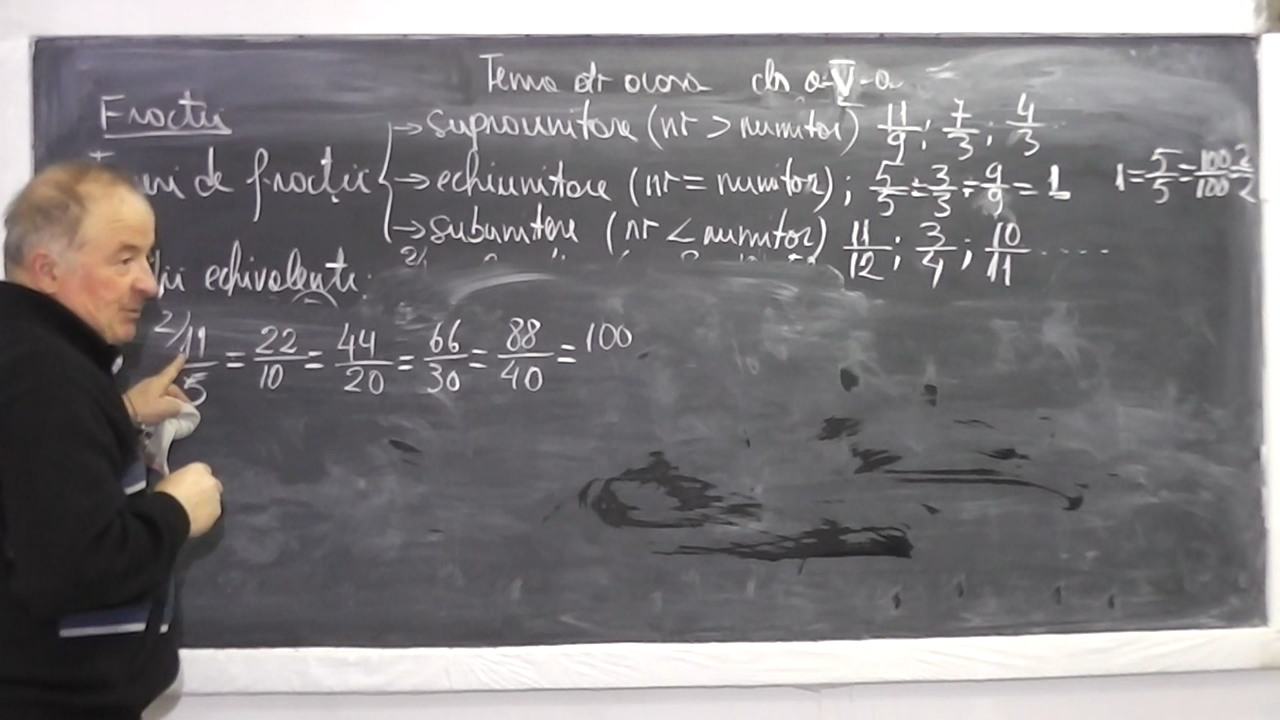 Tema de acasă cls a-V-a
Fracții
→ supraunitare (nr > numitor) 11/9 ; 7/3 ; 4/3
de fracții → echiunitare (nr = numitor) ; 5/5 = 3/3 = 9/9 = 1 1 = 5/5 = 100/100 = 2/2
→ subunitare (nr < numitor) 11/12 ; 3/4 ; 10/11 ....
echivalente:
2/ 11/5 = 22/10 = 44/20 = 66/30 = 88/40 = 100